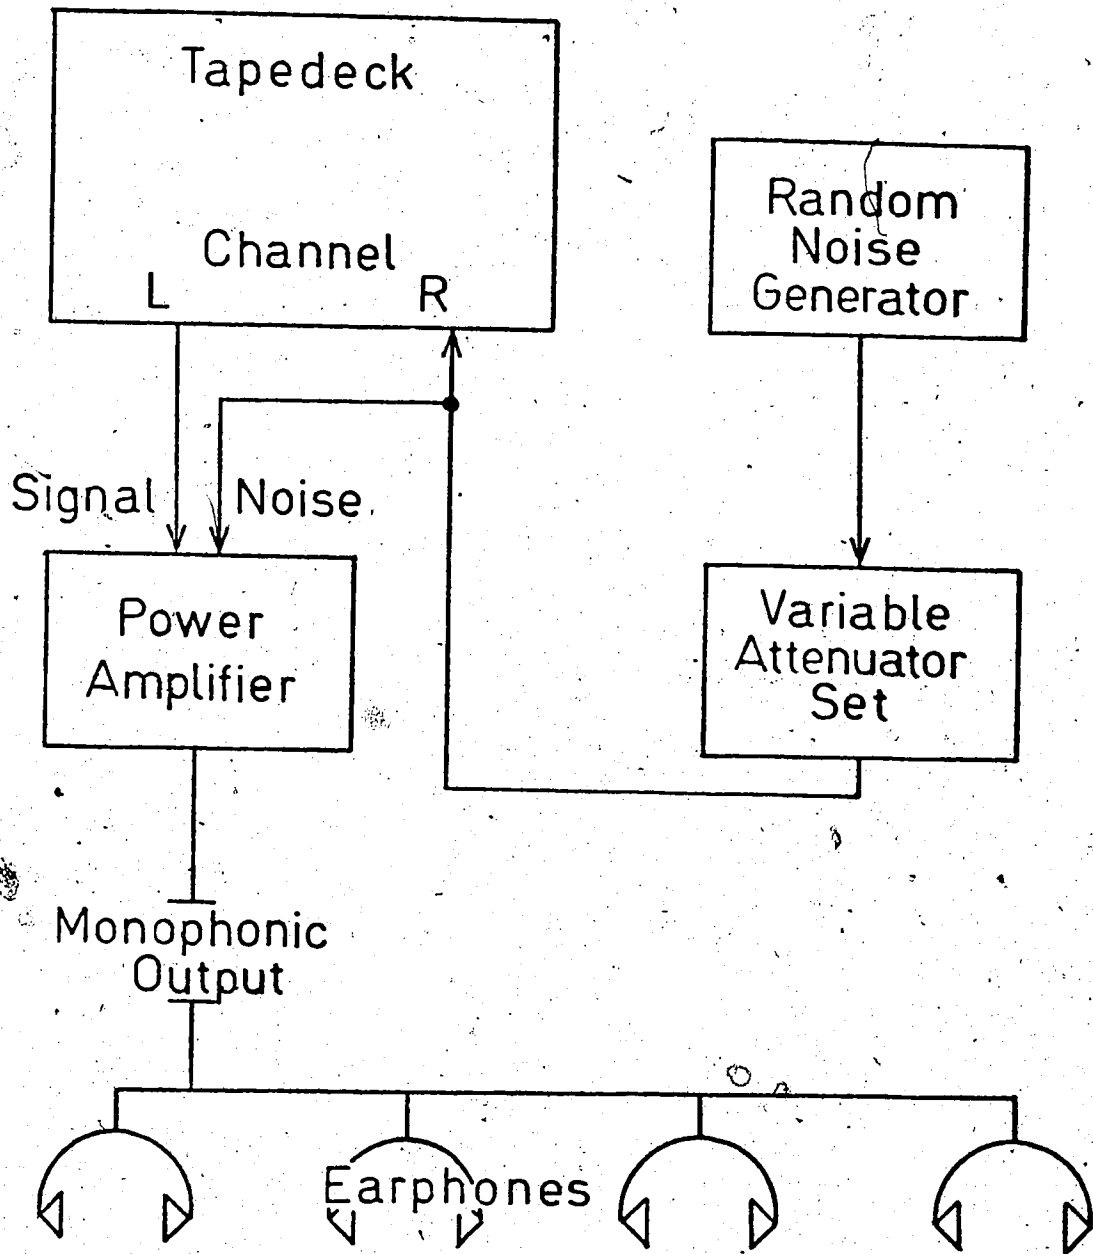 Tapedeck
Channel
L R
Random
Noise
Generator
Signal
Noise
Power
Amplifier
Variable
Attenuator
Set
Monophonic
Output
Earphones